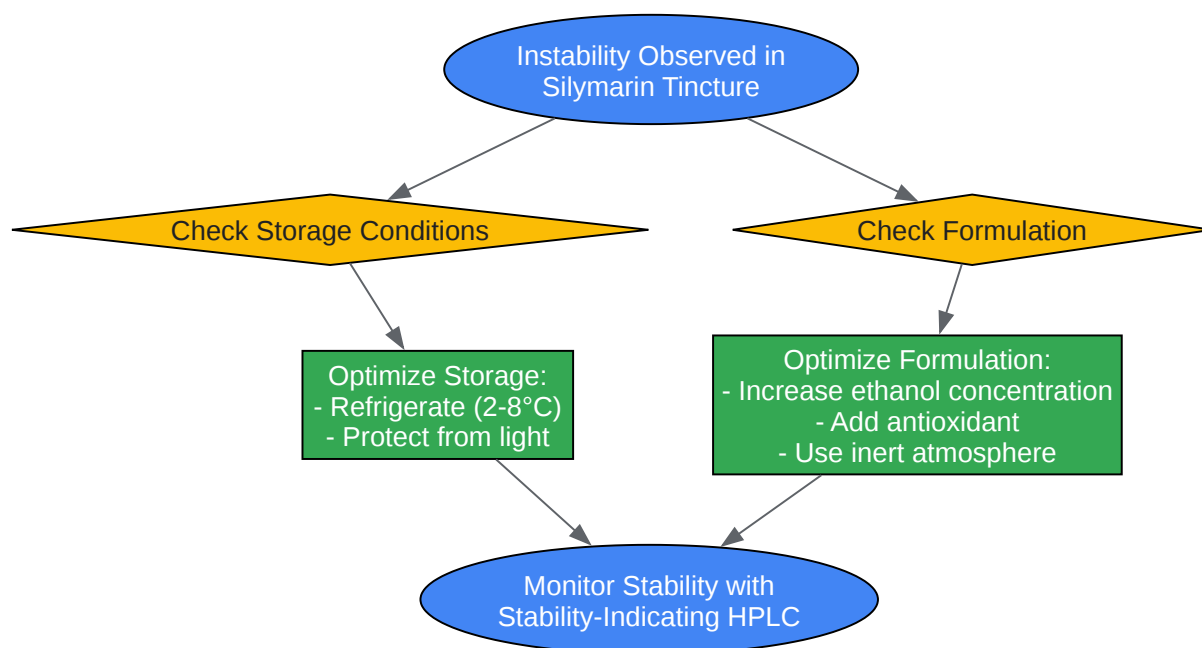 Instability Observed in
Silymarin Tincture
Check Storage Conditions
Check Formulation
Optimize Storage:
- Refrigerate (2-8°C)
- Protect from light
Optimize Formulation:
- Increase ethanol concentration
- Add antioxidant
- Use inert atmosphere
Monitor Stability with
Stability-Indicating HPLC